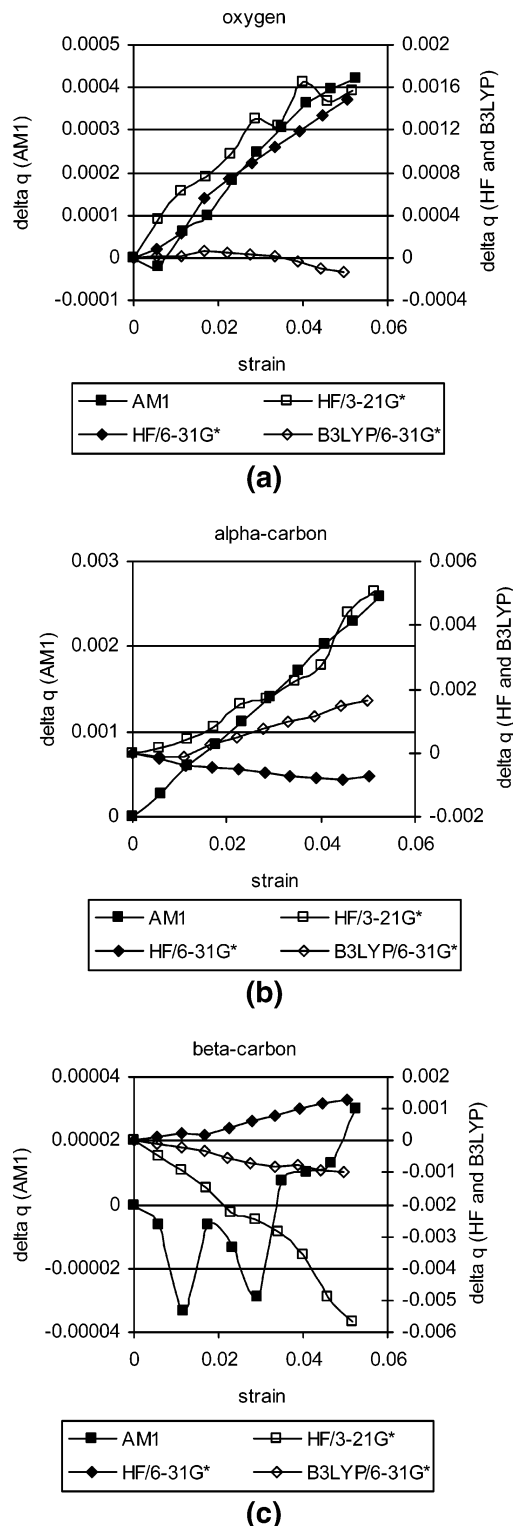 oxygen
0.0005
0.0004
0.0003
0.0002
0.0001
0
-0.0001
0.002
0.0016
0.0012
0.0008
0.0004
0
-0.0004
delta q (AM1)
delta q (HF and B3LYP)
0 0.02 0.04 0.06
strain
AM1 HF/3-21G*
HF/6-31G* B3LYP/6-31G*
(a)
alpha-carbon
0.003
0.002
0.001
0
0.006
0.004
0.002
0
-0.002
delta q (AM1)
delta q (HF and B3LYP)
0 0.02 0.04 0.06
strain
AM1 HF/3-21G*
HF/6-31G* B3LYP/6-31G*
(b)
beta-carbon
0.00004
0.00002
0
-0.00002
-0.00004
0.002
0.001
0
-0.001
-0.002
-0.003
-0.004
-0.005
-0.006
delta q (AM1)
delta q (HF and B3LYP)
0 0.02 0.04 0.06
strain
AM1 HF/3-21G*
HF/6-31G* B3LYP/6-31G*
(c)